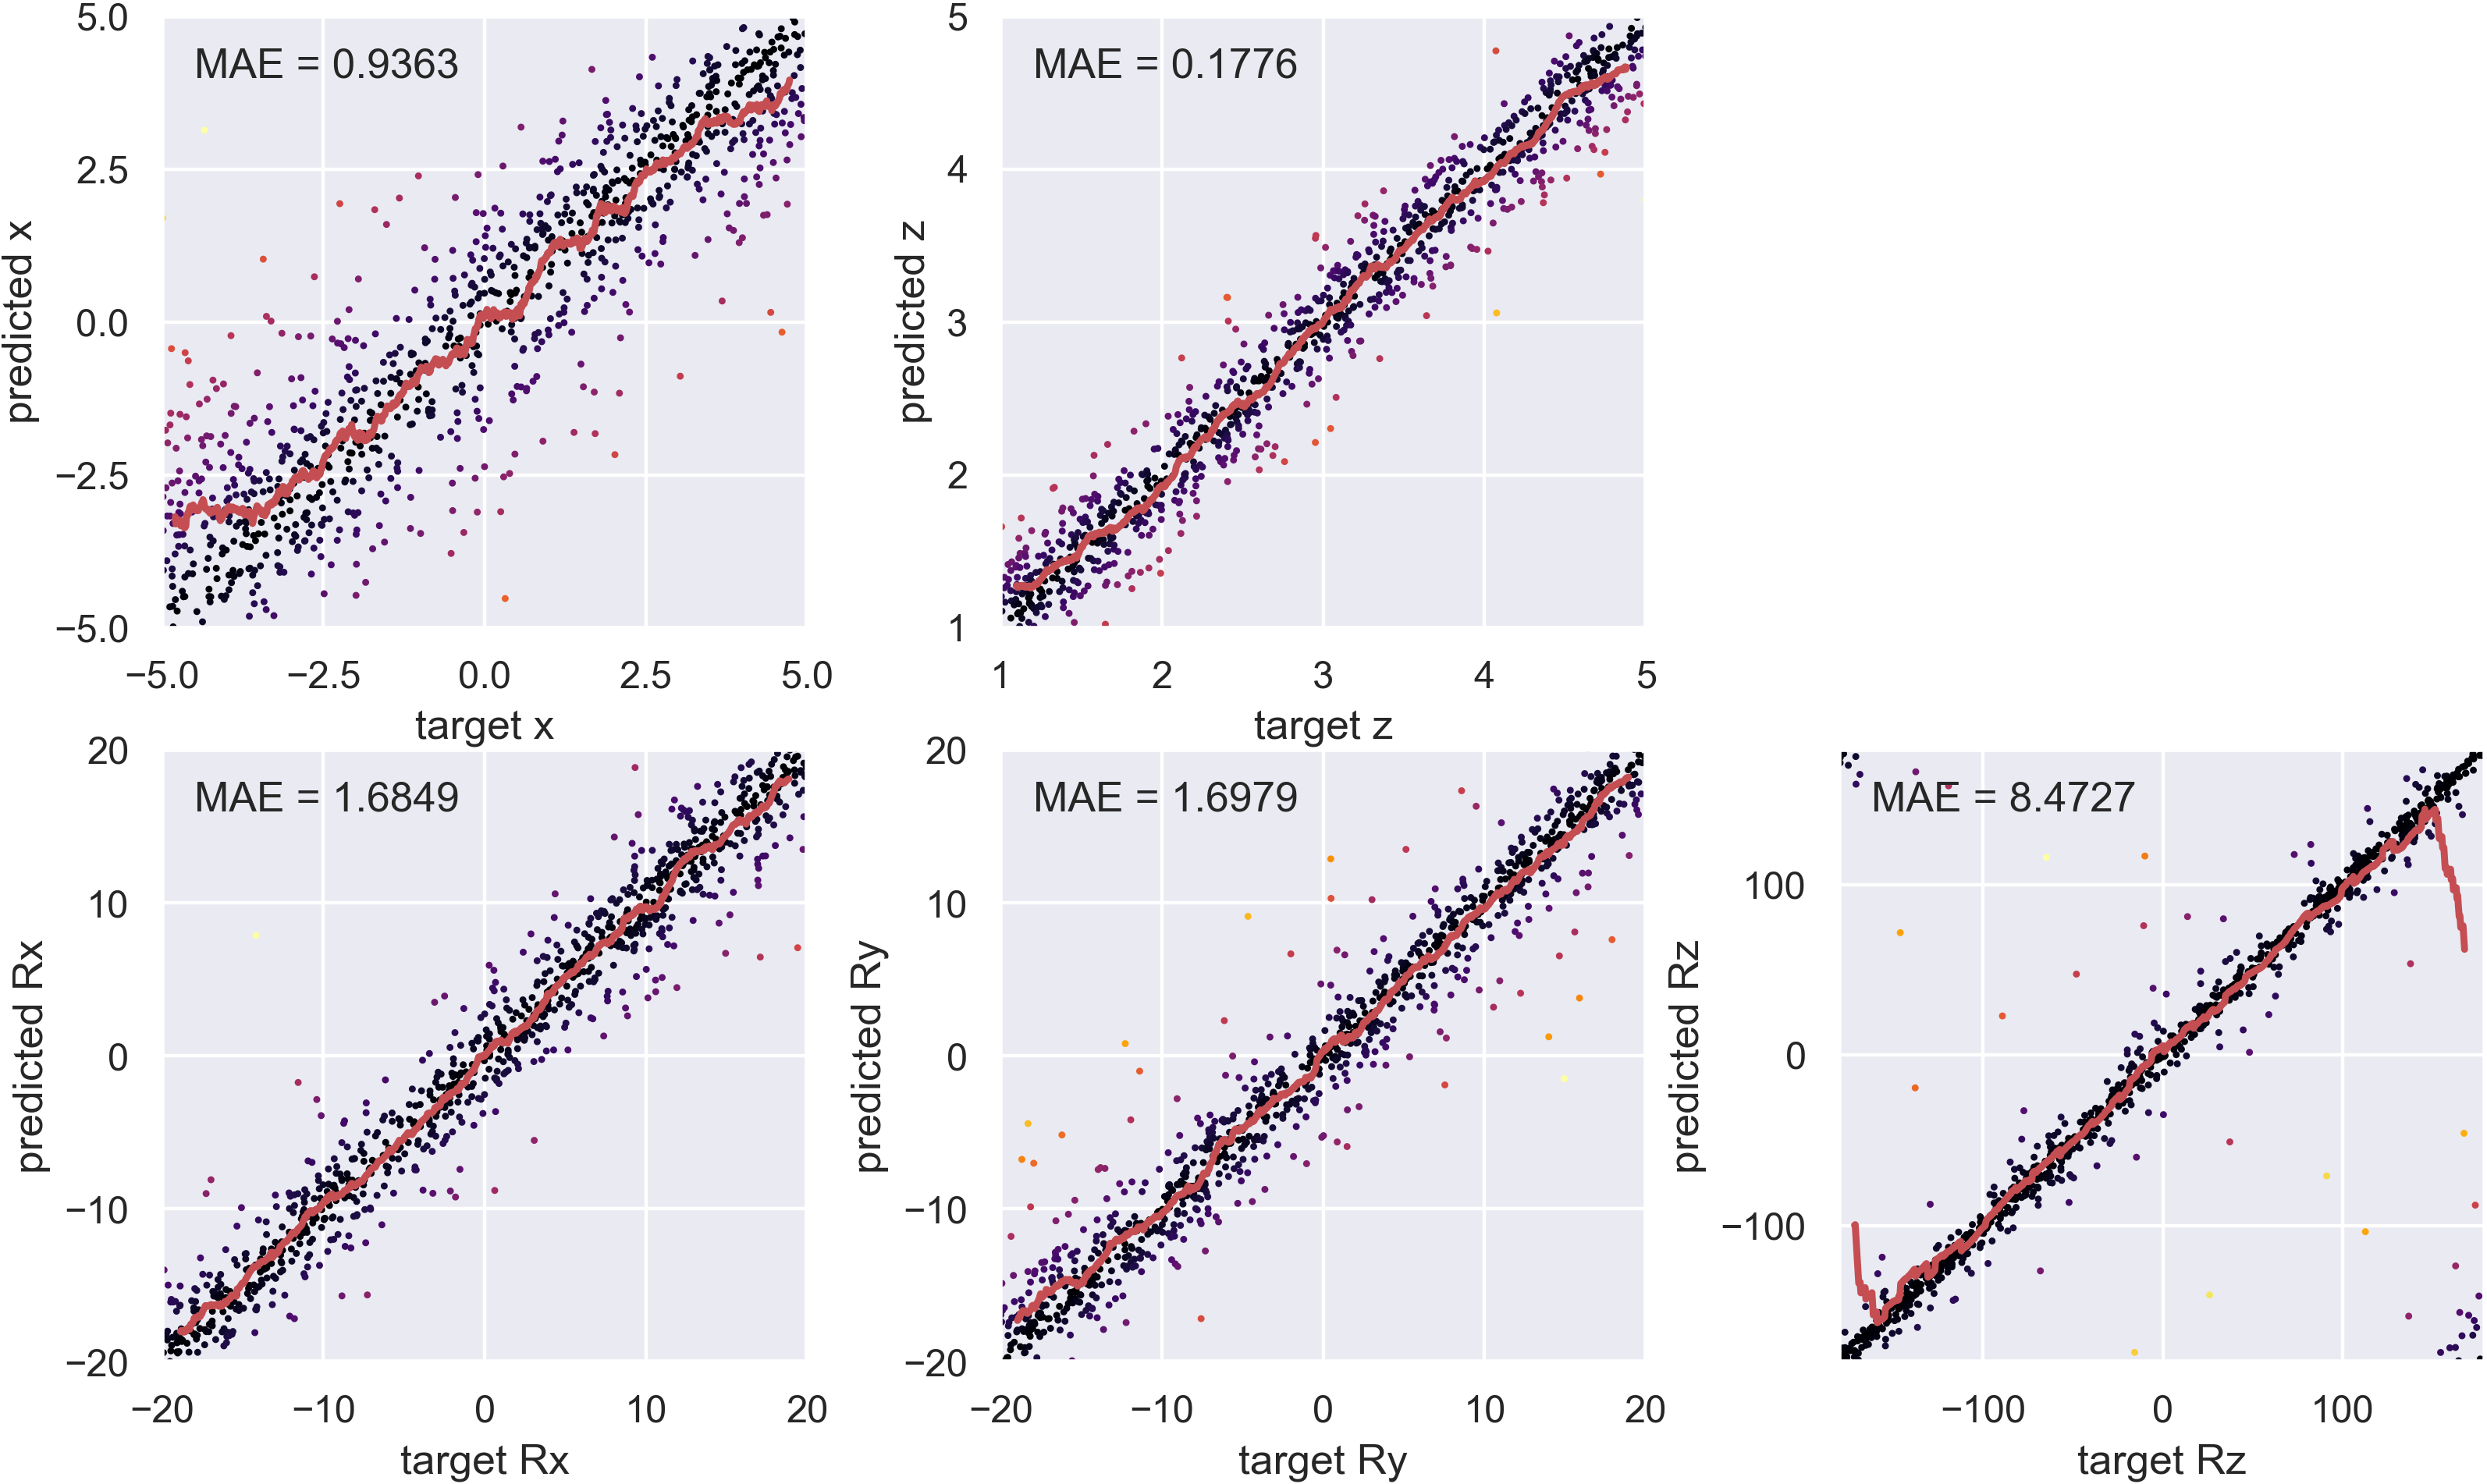 MAE = 0.9363
5.0
2.5
0.0
−2.5
−5.0
predicted x
−5.0 −2.5 0.0 2.5 5.0
target x
MAE = 0.1776
5
4
3
2
1
predicted z
1 2 3 4 5
target z
MAE = 1.6849
20
10
0
−10
−20
predicted Rx
−20 −10 0 10 20
target Rx
MAE = 1.6979
20
10
0
−10
−20
predicted Ry
−20 −10 0 10 20
target Ry
MAE = 8.4727
100
0
−100
predicted Rz
−100 0 100
target Rz